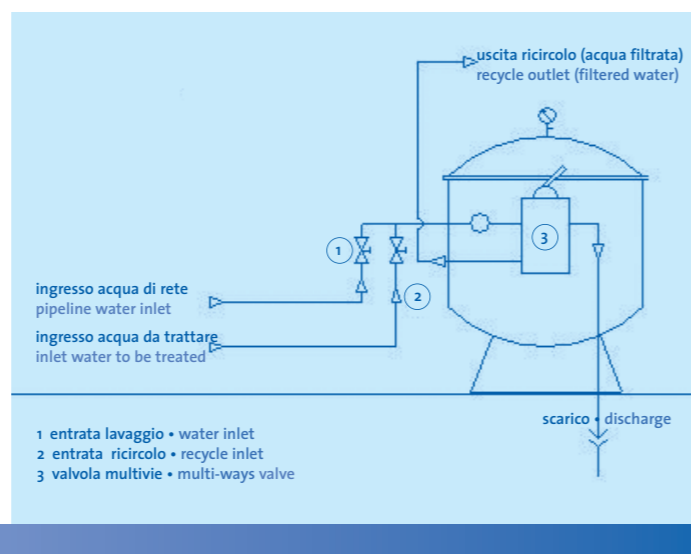 uscita ricircolo (acqua filtrata)
recycle outlet (filtered water)
3
1
2
ingresso acqua di rete
pipeline water inlet
ingresso acqua da trattare
inlet water to be treated
scarico • discharge
1 entrata lavaggio • water inlet
2 entrata ricircolo • recycle inlet
3 valvola multivie • multi-ways valve